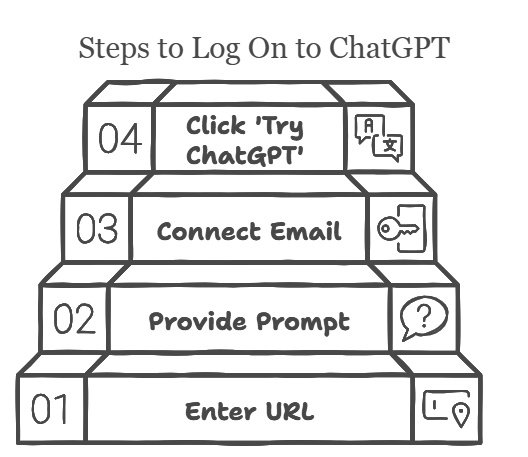 Steps to Log On to ChatGPT
04
Click 'Try
ChatGPT'
A
文
03
Connect Email
02
Provide Prompt
?
01
Enter URL